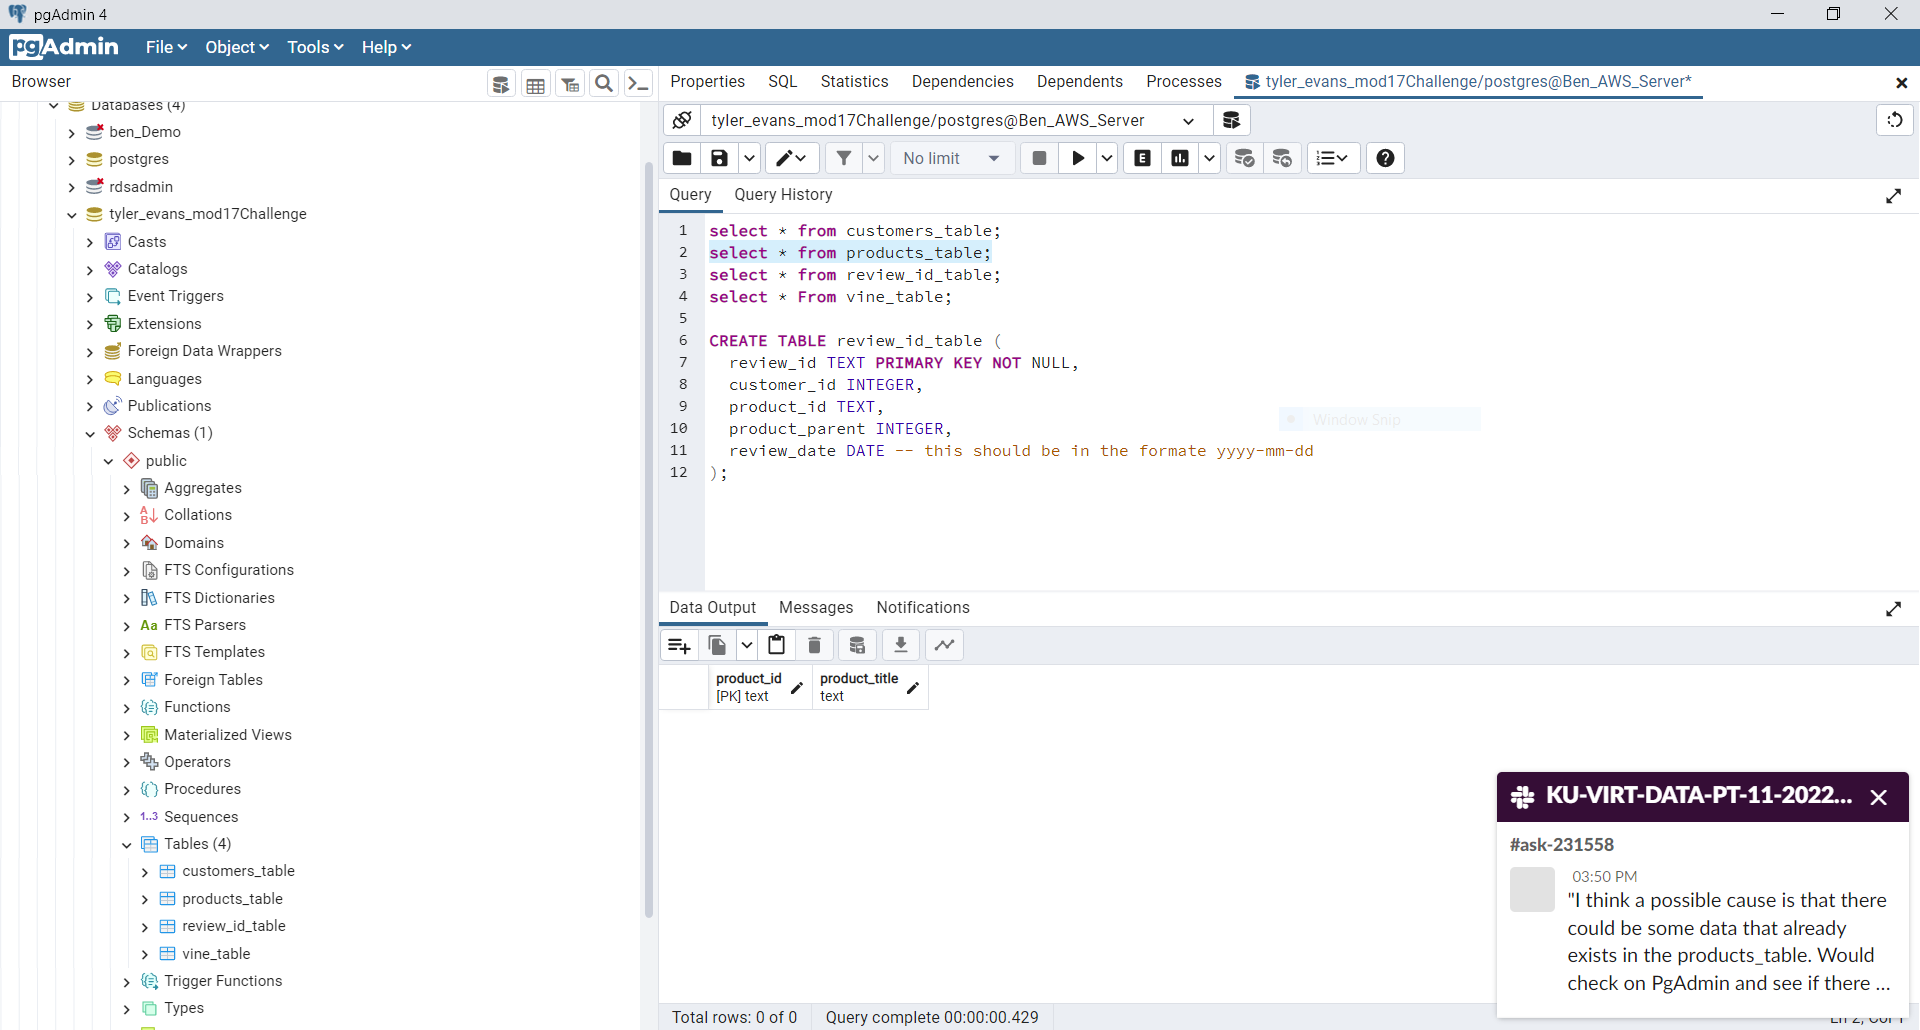 pgAdmin 4
pgAdmin File Object Tools Help
Browser
Properties SQL Statistics Dependencies Dependents Processes tyler_evans_mod17Challenge/postgres@Ben_AWS_Server*
Databases (4)
ben_Demo
postgres
rdsadmin
tyler_evans_mod17Challenge
Casts
Catalogs
Event Triggers
Extensions
Foreign Data Wrappers
Languages
Publications
Schemas (1)
public
Aggregates
Collations
Domains
FTS Configurations
FTS Dictionaries
Aa FTS Parsers
FTS Templates
Foreign Tables
Functions
Materialized Views
Operators
Procedures
1..3 Sequences
Tables (4)
customers_table
products_table
review_id_table
vine_table
Trigger Functions
Types
tyler_evans_mod17Challenge/postgres@Ben_AWS_Server
No limit
E
Query Query History
1 select * from customers_table;
2 select * from products_table;
3 select * from review_id_table;
4 select * From vine_table;
5
6 CREATE TABLE review_id_table (
7 review_id TEXT PRIMARY KEY NOT NULL,
8 customer_id INTEGER,
9 product_id TEXT,
10 product_parent INTEGER,
11 review_date DATE -- this should be in the formate yyyy-mm-dd
12 );
Window Snip
Data Output Messages Notifications
product_id
[PK] text
product_title
text
KU-VIRT-DATA-PT-11-2022...
#ask-231558
03:50 PM
"I think a possible cause is that there
could be some data that already
exists in the products_table. Would
check on PgAdmin and see if there ...
Total rows: 0 of 0 Query complete 00:00:00.429